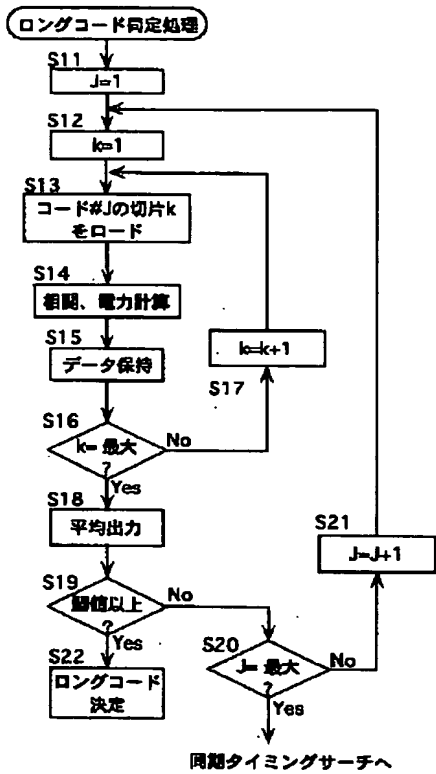 ロングコード同定処理
S11
J=1
S12
k=1
S13
コード#Jの切片k
をロード
S14
相関、電力計算
S15
データ保持
k=k+1
S17
S16
k= 最大
?
No
Yes
S18
平均出力
S21
J=J+1
S19
閾値以上
?
No
Yes
S20
J= 最大
?
No
Yes
S22
ロングコード
決定
同期タイミングサーチへ